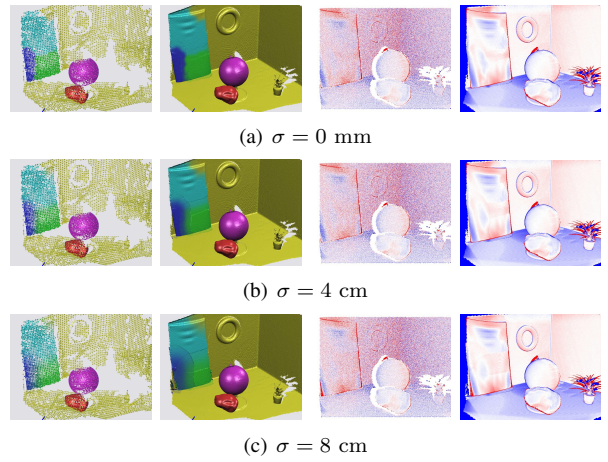 (a) σ = 0 mm
(b) σ = 4 cm
(c) σ = 8 cm